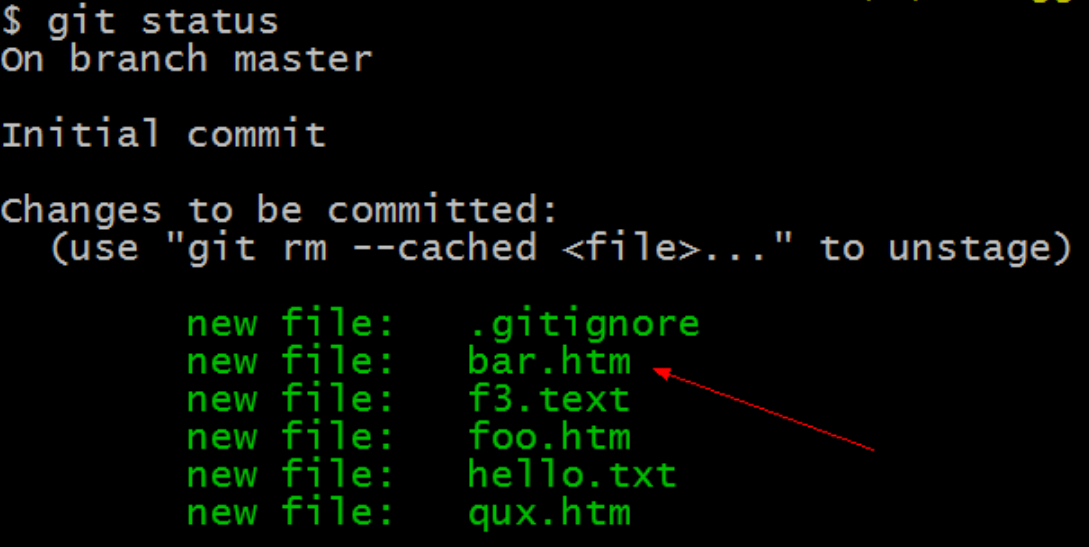 $ git status
On branch master
Initial commit
Changes to be committed:
(use "git rm --cached <file>..." to unstage)
new file: .gitignore
new file: bar.htm
new file: f3.text
new file: foo.htm
new file: hello.txt
new file: qux.htm